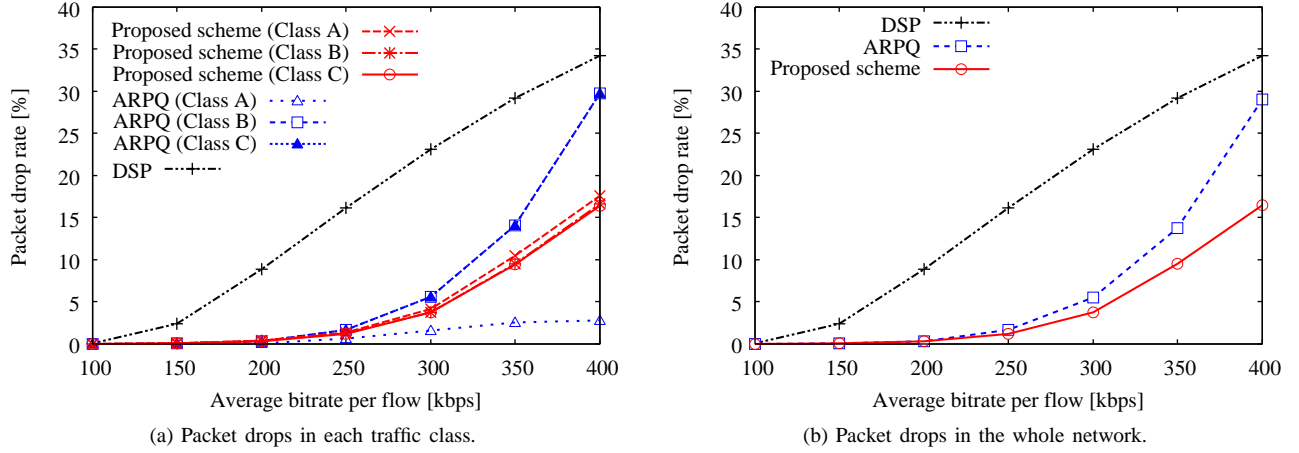 40
35
30
25
20
15
10
5
0
Packet drop rate [%]
Proposed scheme (Class A)
Proposed scheme (Class B)
Proposed scheme (Class C)
ARPQ (Class A)
ARPQ (Class B)
ARPQ (Class C)
DSP
100 150 200 250 300 350 400
Average bitrate per flow [kbps]
(a) Packet drops in each traffic class.
40
35
30
25
20
15
10
5
0
Packet drop rate [%]
DSP
ARPQ
Proposed scheme
100 150 200 250 300 350 400
Average bitrate per flow [kbps]
(b) Packet drops in the whole network.